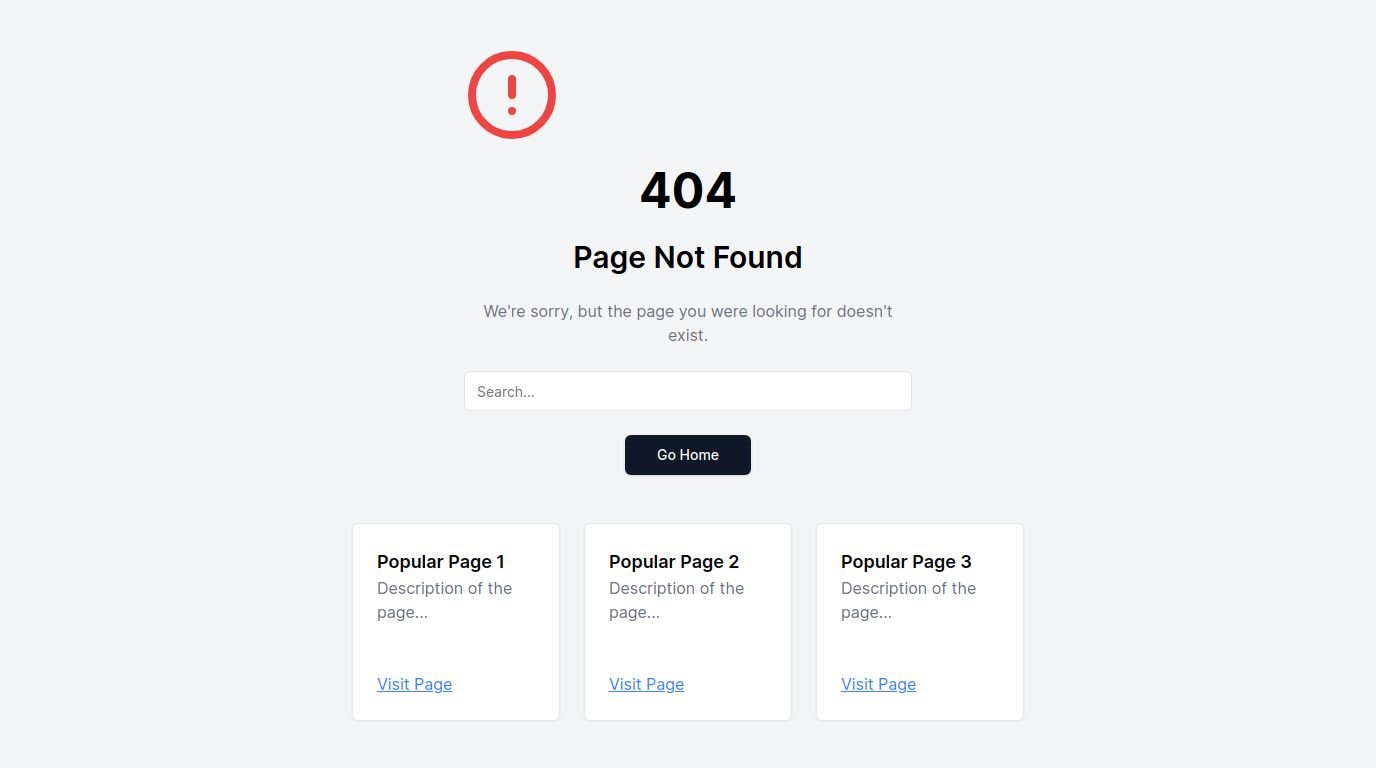 404
Page Not Found
We're sorry, but the page you were looking for doesn't
exist.
Search...
Go Home
Popular Page 1
Description of the
page...
Visit Page
Popular Page 2
Description of the
page...
Visit Page
Popular Page 3
Description of the
page...
Visit Page